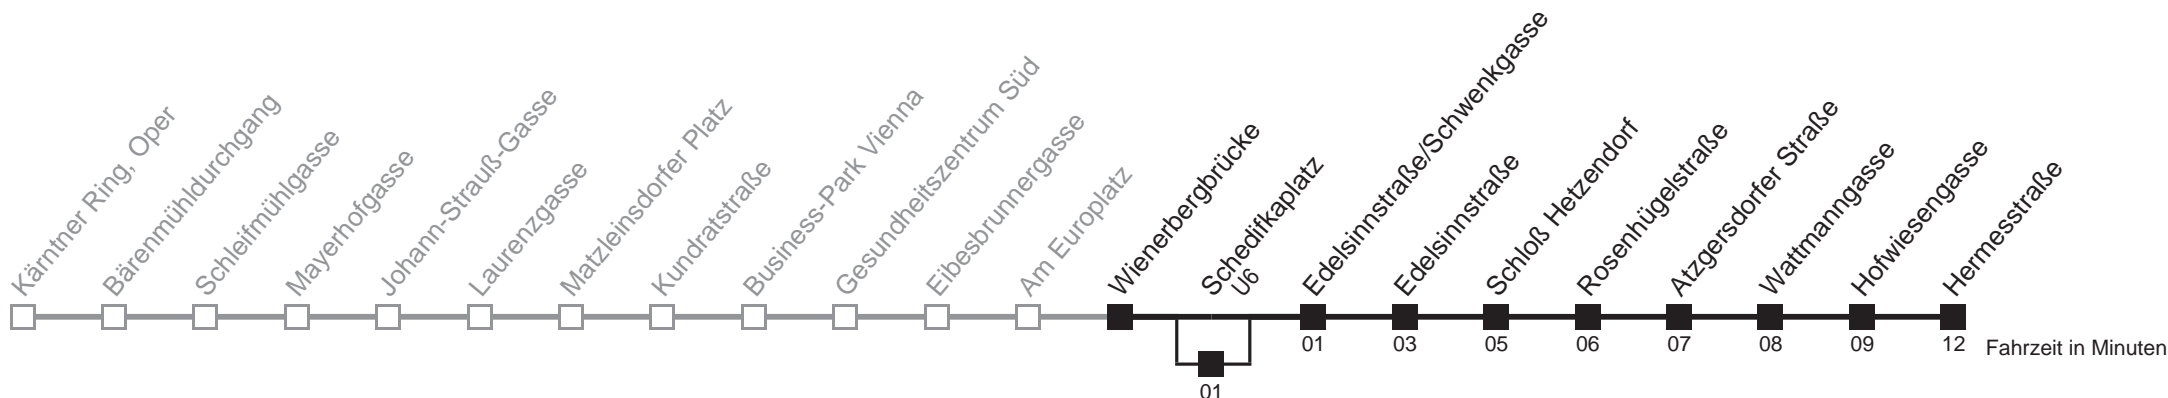 Kärntner Ring, Oper
Bärenmühldurchgang
Schleifmühlgasse
Mayerhofgasse
Johann-Strauß-Gasse
Laurenzgasse
Matzleinsdorfer Platz
Kundratstraße
Business-Park Vienna
Gesundheitszentrum Süd
Eibesbrunnergasse
Am Europlatz
Wienerbergbrücke
Schedifkaplatz
U6
Edelsinnstraße/Schwenkgasse
Edelsinnstraße
Schloß Hetzendorf
Rosenhügelstraße
Atzgersdorfer Straße
Wattmanngasse
Hofwiesengasse
Hermesstraße
01 03 05 06 07 08 09 12 Fahrzeit in Minuten
01